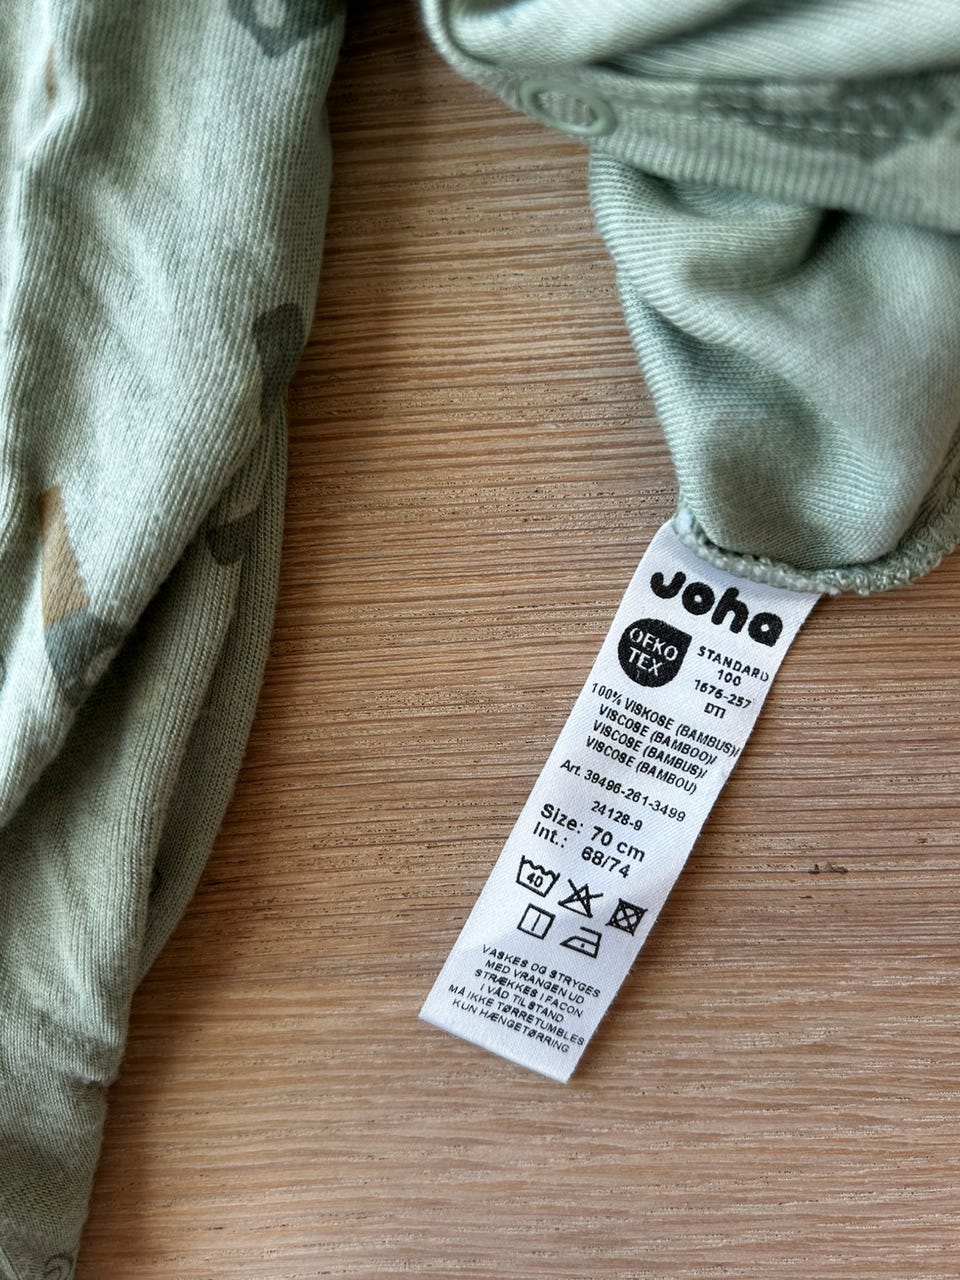 Joha
OEKO
TEX
STANDARD
100
1676-257
DTI
100% VISKOSE (BAMBUS)/
VISCOSE (BAMBOO)/
VISCOSE (BAMBUS)/
VISCOSE (BAMBOU)
Art. 39496-261-3499
24128-9
Size: 70 cm
Int.: 68/74
40
VASKES OG STRYGES
MED VRANGEN UD
STRÆKKES I FACON
I VÅD TILSTAND
MÅ IKKE TØRRETUMBLES
KUN HÆNGETØRRING